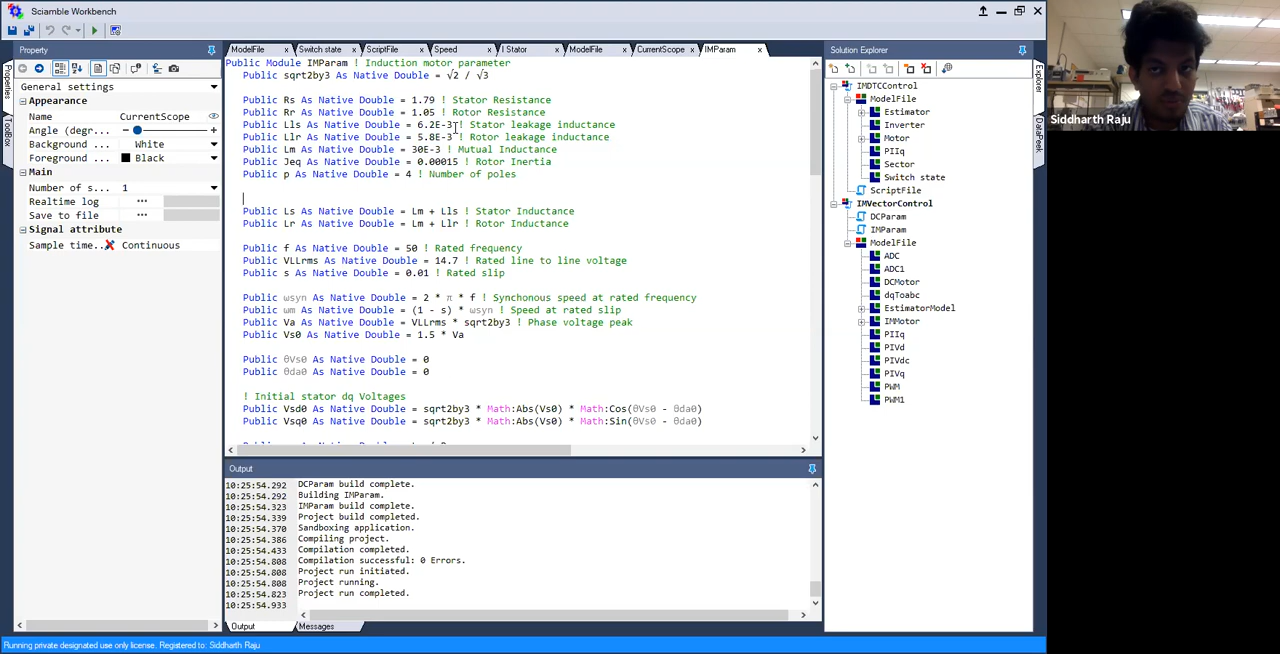 Sciamble Workbench
Property
General settings
Appearance
Name CurrentScope
Angle (degr...
Background ... White
Foreground ... Black
Main
Number of s... 1
Realtime log ...
Save to file ...
Signal attribute
Sample time... Continuous
Properties
ToolBox
ModelFile x Switch state x ScriptFile x Speed x I Stator x ModelFile x CurrentScope x IMParam x
Public Module IMParam ! Induction motor parameter
Public sqrt2by3 As Native Double = √2 / √3
Public Rs As Native Double = 1.79 ! Stator Resistance
Public Rr As Native Double = 1.05 ! Rotor Resistance
Public Lls As Native Double = 6.2E-3 ! Stator leakage inductance
Public Llr As Native Double = 5.8E-3 ! Rotor leakage inductance
Public Lm As Native Double = 30E-3 ! Mutual Inductance
Public Jeq As Native Double = 0.00015 ! Rotor Inertia
Public p As Native Double = 4 ! Number of poles
Public Ls As Native Double = Lm + Lls ! Stator Inductance
Public Lr As Native Double = Lm + Llr ! Rotor Inductance
Public f As Native Double = 50 ! Rated frequency
Public VLLrms As Native Double = 14.7 ! Rated line to line voltage
Public s As Native Double = 0.01 ! Rated slip
Public ωsyn As Native Double = 2 * π * f ! Synchonous speed at rated frequency
Public ωm As Native Double = (1 - s) * ωsyn ! Speed at rated slip
Public Va As Native Double = VLLrms * sqrt2by3 ! Phase voltage peak
Public Vs0 As Native Double = 1.5 * Va
Public θVs0 As Native Double = 0
Public θda0 As Native Double = 0
! Initial stator dq Voltages
Public Vsd0 As Native Double = sqrt2by3 * Math:Abs(Vs0) * Math:Cos(θVs0 - θda0)
Public Vsq0 As Native Double = sqrt2by3 * Math:Abs(Vs0) * Math:Sin(θVs0 - θda0)
Output
10:25:54.292 DCParam build complete.
10:25:54.292 Building IMParam.
10:25:54.323 IMParam build complete.
10:25:54.339 Project build completed.
10:25:54.370 Sandboxing application.
10:25:54.386 Compiling project.
10:25:54.433 Compilation completed.
10:25:54.808 Compilation successful: 0 Errors.
10:25:54.808 Project run initiated.
10:25:54.808 Project running.
10:25:54.823 Project run completed.
10:25:54.933
Output Messages
Solution Explorer
IMDTCControl
ModelFile
Estimator
Inverter
Motor
PIIq
Sector
Switch state
ScriptFile
IMVectorControl
DCParam
IMParam
ModelFile
ADC
ADC1
DCMotor
dqToabc
EstimatorModel
IMMotor
PIIq
PIVd
PIVdc
PIVq
PWM
PWM1
Explorer
DataPeek
Siddharth Raju
Running private designated use only license. Registered to: Siddharth Raju